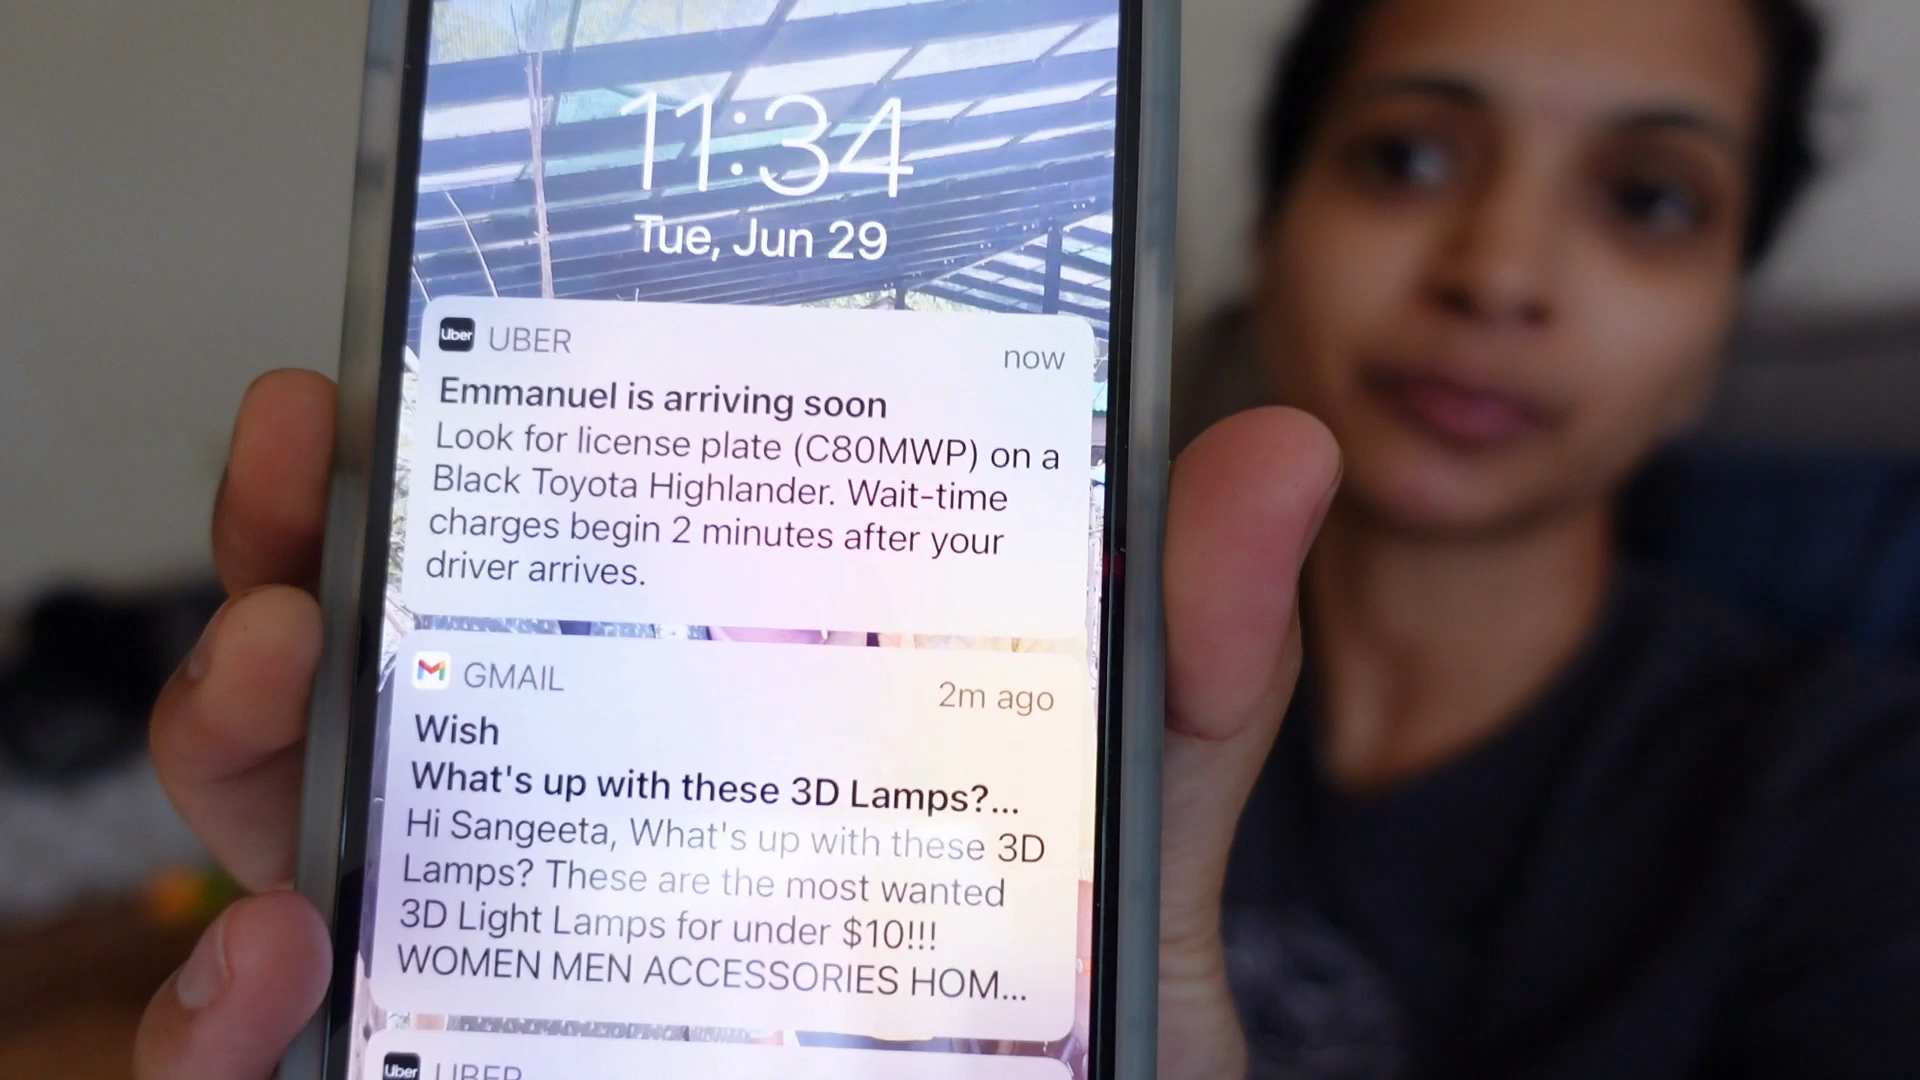 11:34
Tue, Jun 29
Uber UBER
now
Emmanuel is arriving soon
Look for license plate (C80MWP) on a
Black Toyota Highlander. Wait-time
charges begin 2 minutes after your
driver arrives.
GMAIL
2m ago
Wish
What's up with these 3D Lamps?...
Hi Sangeeta, What's up with these 3D
Lamps? These are the most wanted
3D Light Lamps for under $10!!!
WOMEN MEN ACCESSORIES HOM...
Uber UBER